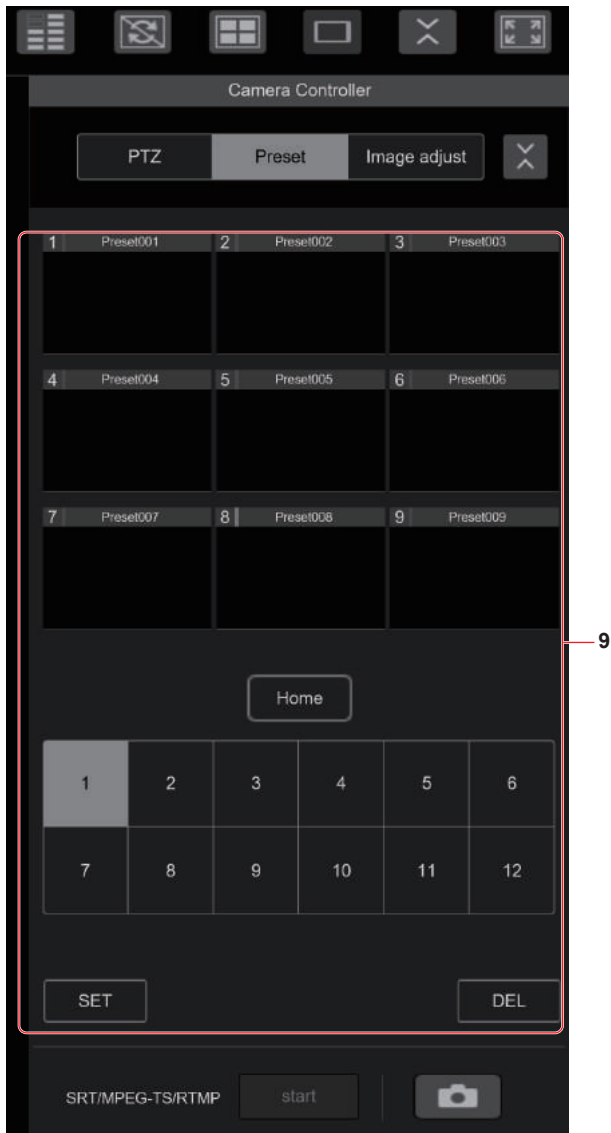 Camera Controller
PTZ Preset Image adjust
1 Preset001 2 Preset002 3 Preset003
4 Preset004 5 Preset005 6 Preset006
7 Preset007 8 Preset008 9 Preset009
9
Home
1 2 3 4 5 6
7 8 9 10 11 12
SET DEL
SRT/MPEG-TS/RTMP start